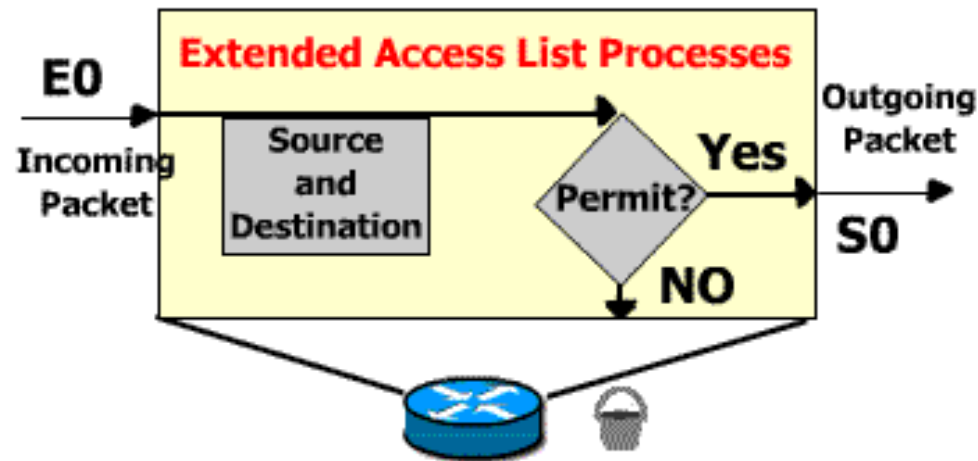 Extended Access List Processes
E0
Incoming
Packet
Source
and
Destination
Permit?
Yes
NO
Outgoing
Packet
S0